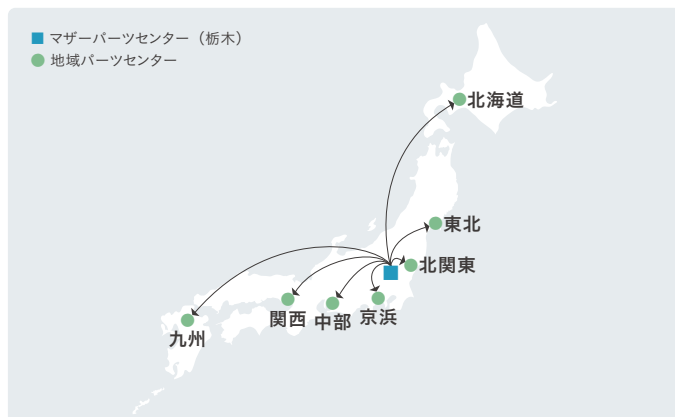 マザーパーツセンター（栃木）
地域パーツセンター
北海道
東北
北関東
京浜
中部
関西
九州